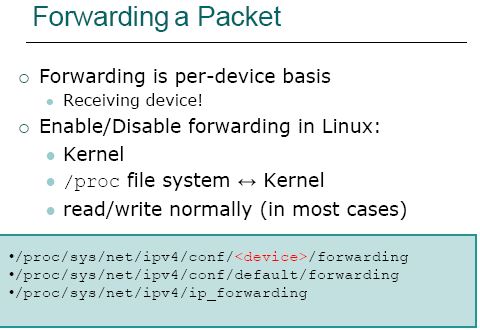 Forwarding a Packet
Forwarding is per-device basis
Receiving device!
Enable/Disable forwarding in Linux:
Kernel
/proc file system ↔ Kernel
read/write normally (in most cases)
•/proc/sys/net/ipv4/conf/<device>/forwarding
•/proc/sys/net/ipv4/conf/default/forwarding
•/proc/sys/net/ipv4/ip_forwarding